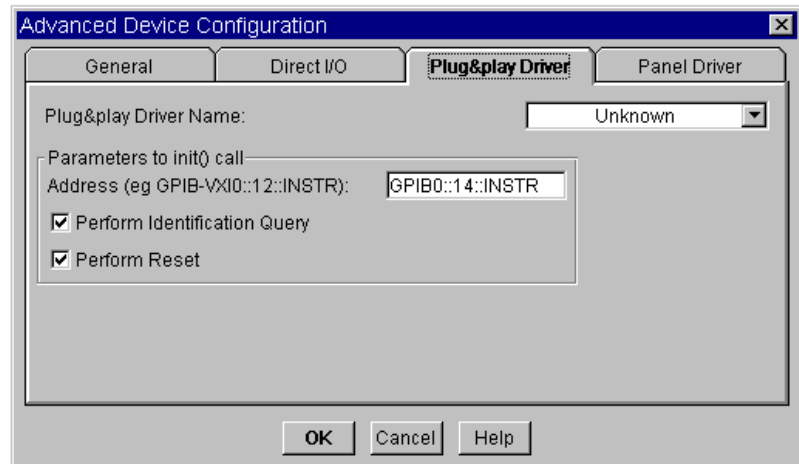 Advanced Device Configuration
General Direct I/O Plug&play Driver Panel Driver
Plug&play Driver Name: Unknown
Parameters to init() call
Address (eg GPIB-VXI0::12::INSTR): GPIB0::14::INSTR
Perform Identification Query
Perform Reset
OK Cancel Help